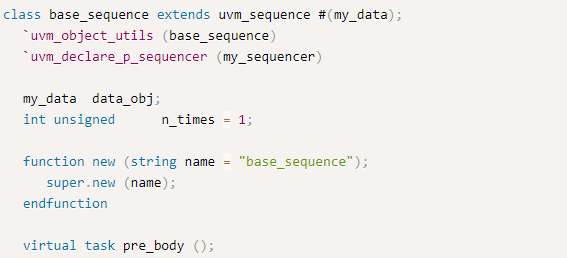 class base_sequence extends uvm_sequence #(my_data);
`uvm_object_utils (base_sequence)
`uvm_declare_p_sequencer (my_sequencer)
my_data  data_obj;
int unsigned      n_times = 1;
function new (string name = "base_sequence");
super.new (name);
endfunction
virtual task pre_body ();